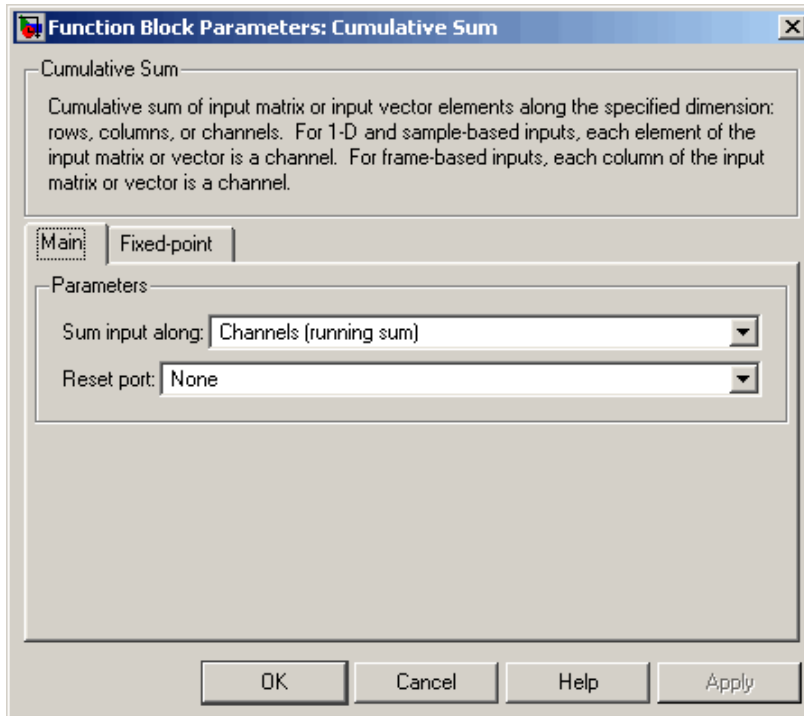 Function Block Parameters: Cumulative Sum
Cumulative Sum
Cumulative sum of input matrix or input vector elements along the specified dimension:
rows, columns, or channels. For 1-D and sample-based inputs, each element of the
input matrix or vector is a channel. For frame-based inputs, each column of the input
matrix or vector is a channel.
Main Fixed-point
Parameters
Sum input along: Channels (running sum)
Reset port: None
OK Cancel Help Apply